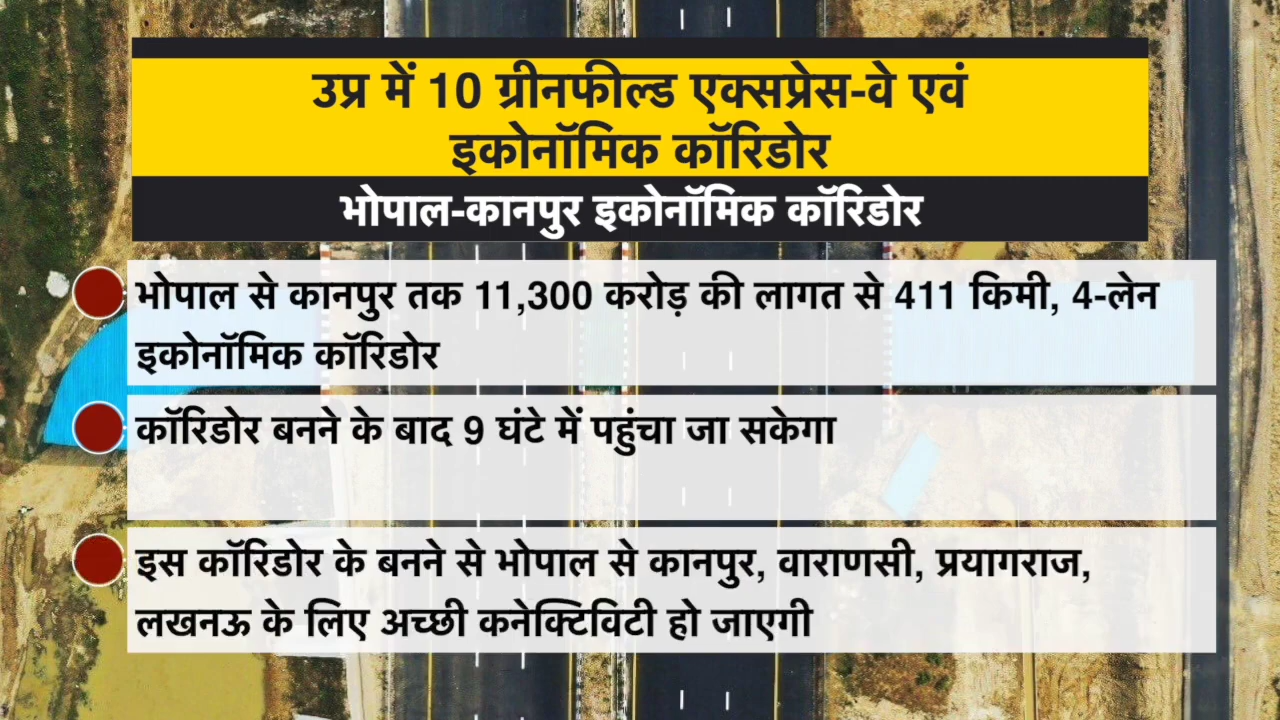 उप्र में 10 ग्रीनफील्ड एक्सप्रेस-वे एवं
इकोनॉमिक कॉरिडोर
भोपाल-कानपुर इकोनॉमिक कॉरिडोर
भोपाल से कानपुर तक 11,300 करोड़ की लागत से 411 किमी, 4-लेन
इकोनॉमिक कॉरिडोर
कॉरिडोर बनने के बाद 9 घंटे में पहुंचा जा सकेगा
इस कॉरिडोर के बनने से भोपाल से कानपुर, वाराणसी, प्रयागराज,
लखनऊ के लिए अच्छी कनेक्टिविटी हो जाएगी